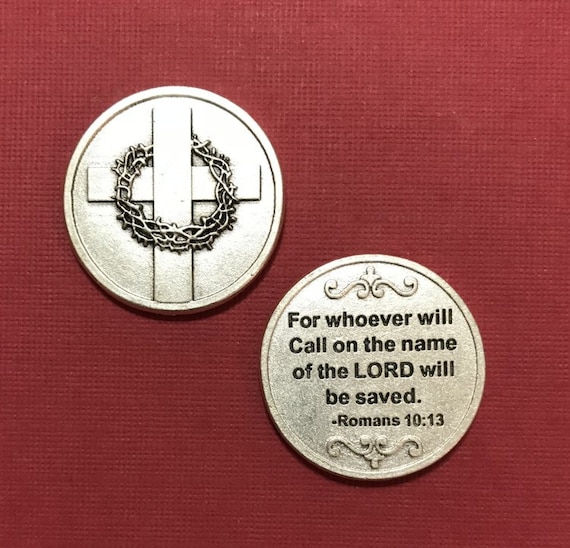 For whoever will
Call on the name
of the LORD will
be saved.
-Romans 10:13